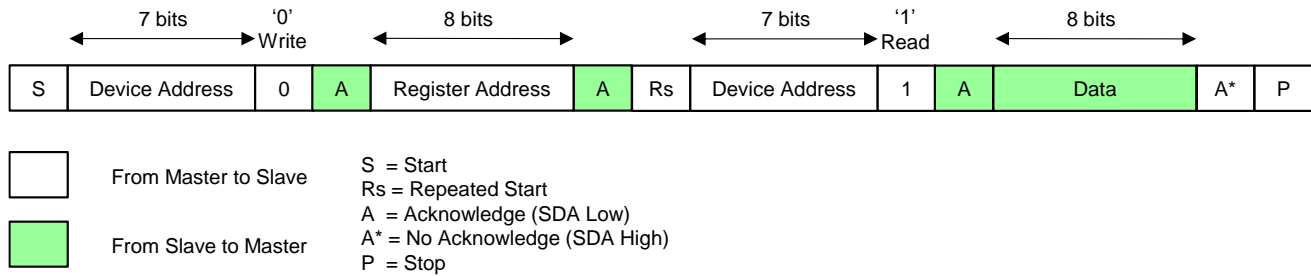 7 bits ‘0’ Write 8 bits 7 bits ‘1’ Read 8 bits
S Device Address 0 A Register Address A Rs Device Address 1 A Data A* P
From Master to Slave
From Slave to Master
S = Start
Rs = Repeated Start
A = Acknowledge (SDA Low)
A* = No Acknowledge (SDA High)
P = Stop